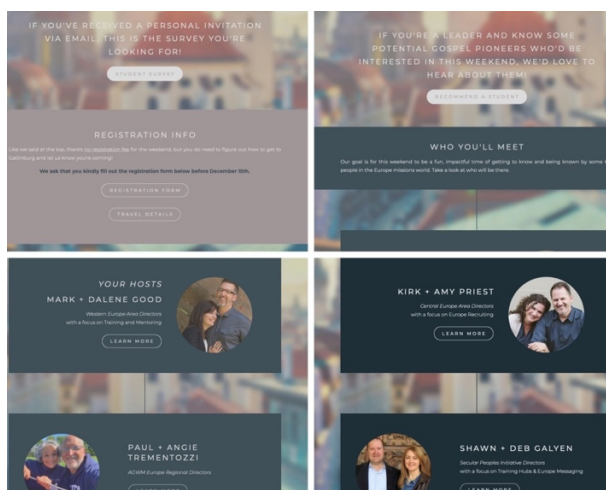 IF YOU'VE RECEIVED A PERSONAL INVITATION
VIA EMAIL, THIS IS THE SURVEY YOU'RE
LOOKING FOR!
STUDENT SURVEY
REGISTRATION INFO
Like we said at the top, there's no registration fee for the weekend, but you do need to figure out how to get to
Gatlinburg and let us know you're coming!
We ask that you kindly fill out the registration form below before December 15th.
REGISTRATION FORM
TRAVEL DETAILS
IF YOU'RE A LEADER AND KNOW SOME
POTENTIAL GOSPEL PIONEERS WHO'D BE
INTERESTED IN THIS WEEKEND, WE'D LOVE TO
HEAR ABOUT THEM!
RECOMMEND A STUDENT
WHO YOU'LL MEET
Our goal is for this weekend to be a fun, impactful time of getting to know and being known by some
people in the Europe missions world. Take a look at who will be there.
YOUR HOSTS
MARK + DALENE GOOD
Western Europe Area Directors
with a focus on Training and Mentoring
LEARN MORE
PAUL + ANGIE
TREMENTOZZI
AGWM Europe Regional Directors
LEARN MORE
KIRK + AMY PRIEST
Central Europe Area Directors
with a focus on Europe Recruiting
LEARN MORE
SHAWN + DEB GALYEN
Secular Peoples Initiative Directors
with a focus on Training Hubs & Europe Messaging
LEARN MORE